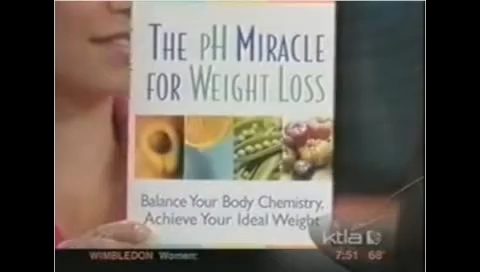 THE pH MIRACLE
FOR WEIGHT LOSS
Balance Your Body Chemistry,
Achieve Your Ideal Weight
ktla 5
WIMBLEDON Women:
7:51 68°